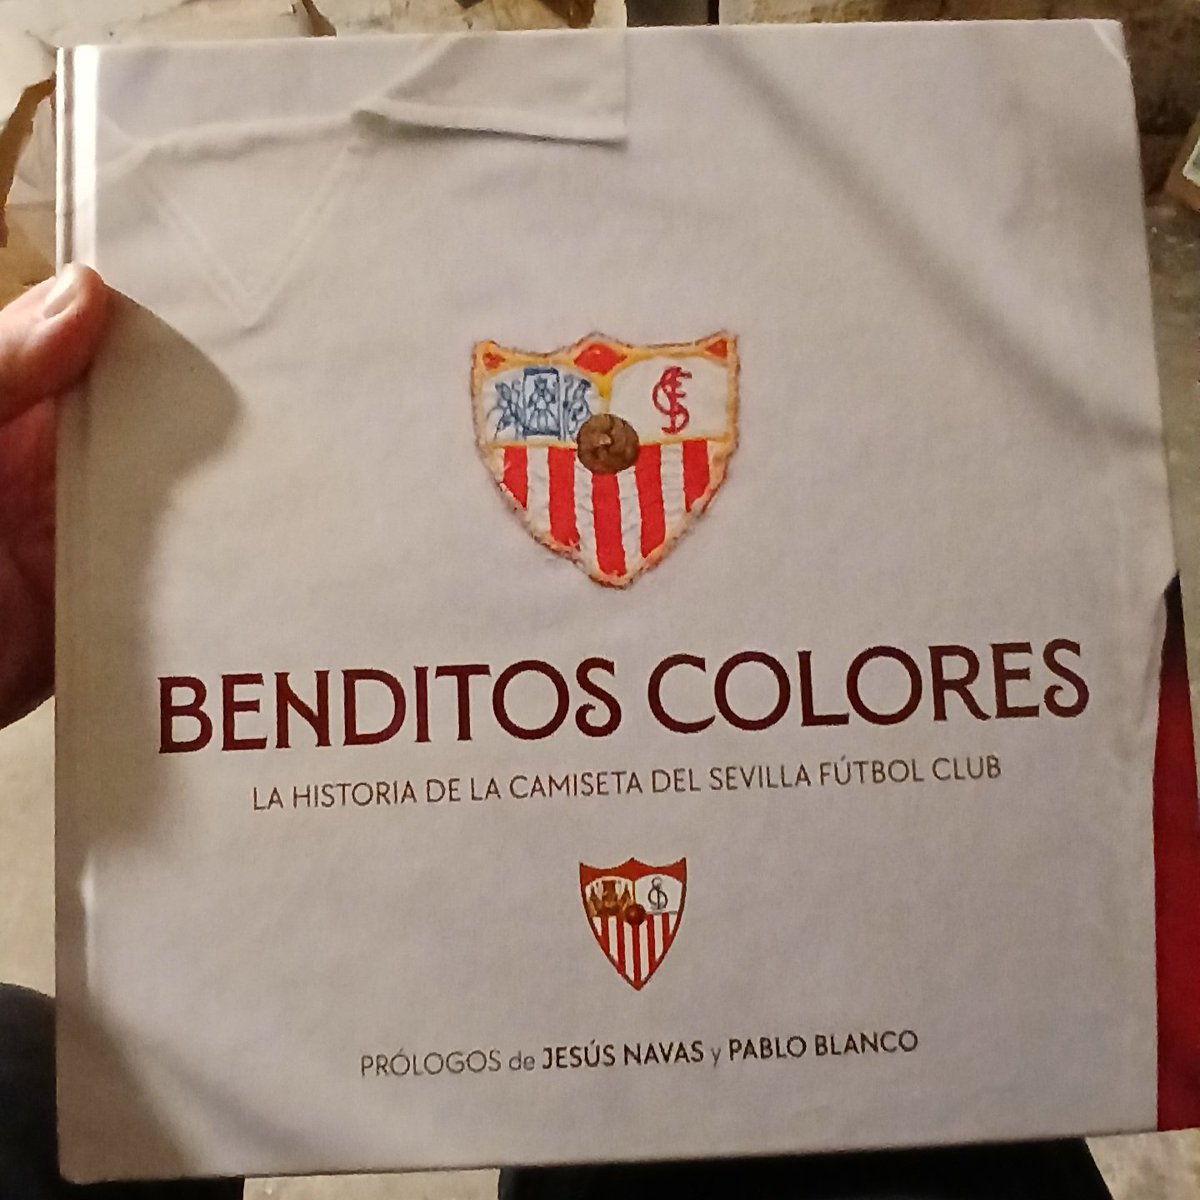 BENDITOS COLORES
LA HISTORIA DE LA CAMISETA DEL SEVILLA FÚTBOL CLUB
PRÓLOGOS de JESÚS NAVAS y PABLO BLANCO